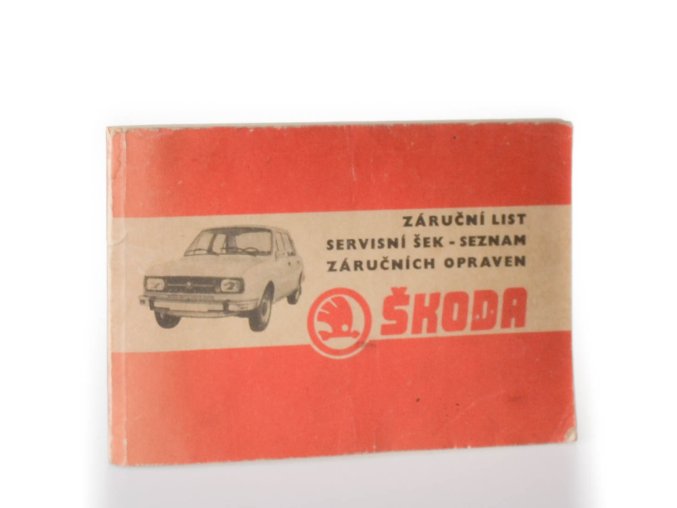 ZÁRUČNÍ LIST
SERVISNÍ ŠEK - SEZNAM
ZÁRUČNÍCH OPRAVEN
ŠKODA